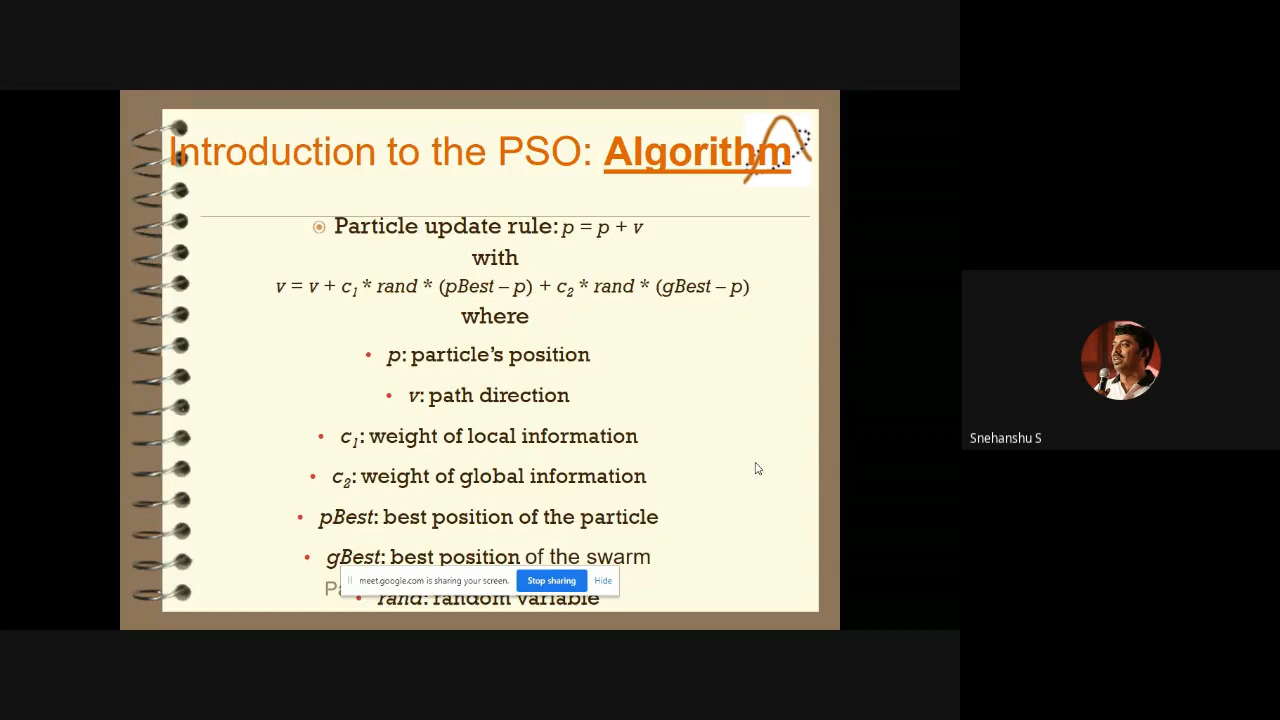 Introduction to the PSO: Algorithm
Particle update rule: p = p + v
with
v = v + c1 * rand * (pBest – p) + c2 * rand * (gBest – p)
where
• p: particle's position
• v: path direction
• c1: weight of local information
• c2: weight of global information
• pBest: best position of the particle
• gBest: best position of the swarm
meet.google.com is sharing your screen. Stop sharing Hide
• rand: random variable
Snehanshu S